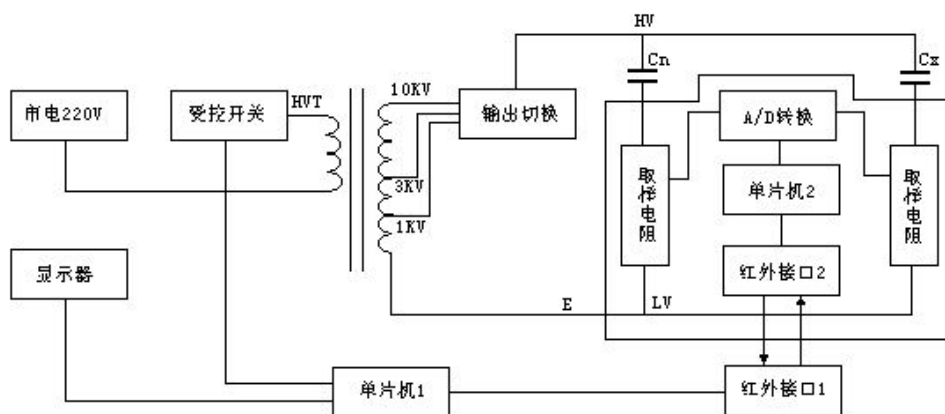 HV
Cn
Cx
市电220V
受控开关
HVT
10KV
输出切换
A/D转换
取样电阻
取样电阻
单片机2
3KV
1KV
显示器
红外接口2
E
LV
单片机1
红外接口1